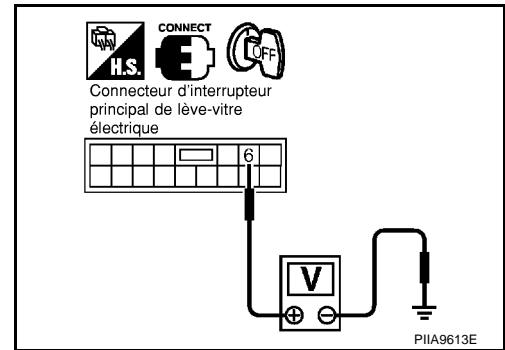 CONNECT
H.S.
OFF
Connecteur d'interrupteur
principal de lève-vitre
électrique
6
V
+ −
PIIA9613E